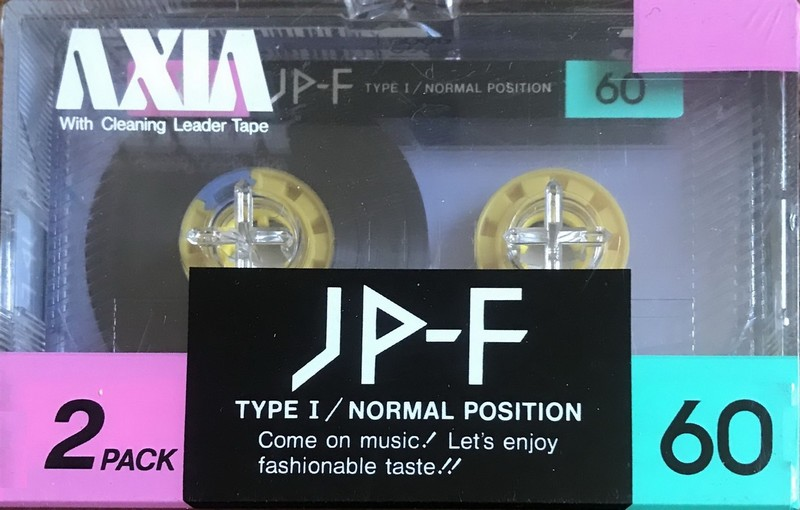 AXIA
With Cleaning Leader Tape
JP-F TYPE I / NORMAL POSITION 60
JP-F
TYPE I / NORMAL POSITION
Come on music! Let's enjoy
fashionable taste!!
2 PACK
60